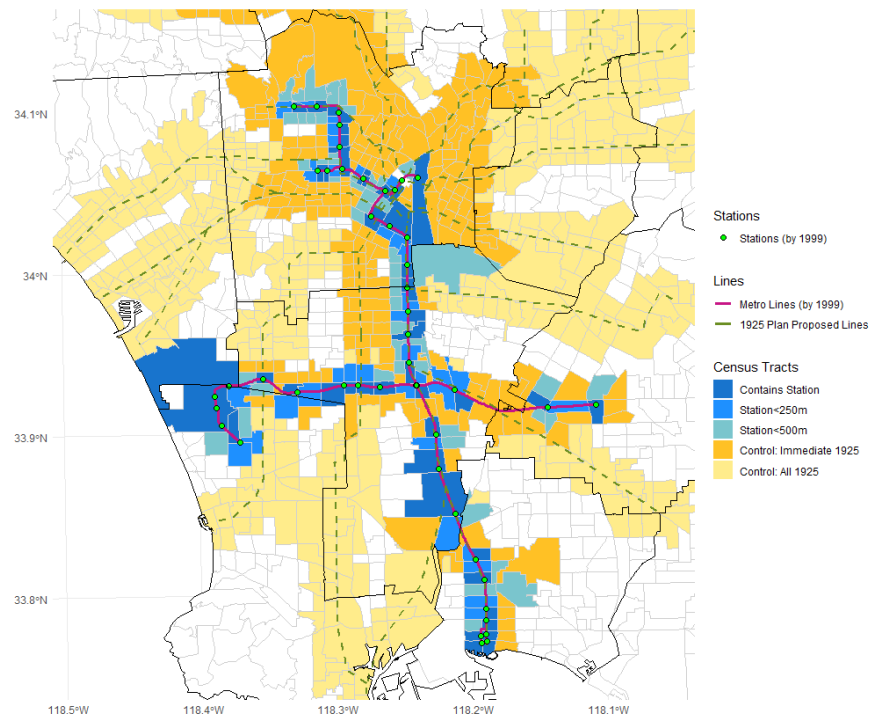 34.1°N
34°N
33.9°N
33.8°N
118.5°W
118.4°W
118.3°W
118.2°W
118.1°W
Stations
Stations (by 1999)
Lines
Metro Lines (by 1999)
1925 Plan Proposed Lines
Census Tracts
Contains Station
Station<250m
Station<500m
Control: Immediate 1925
Control: All 1925